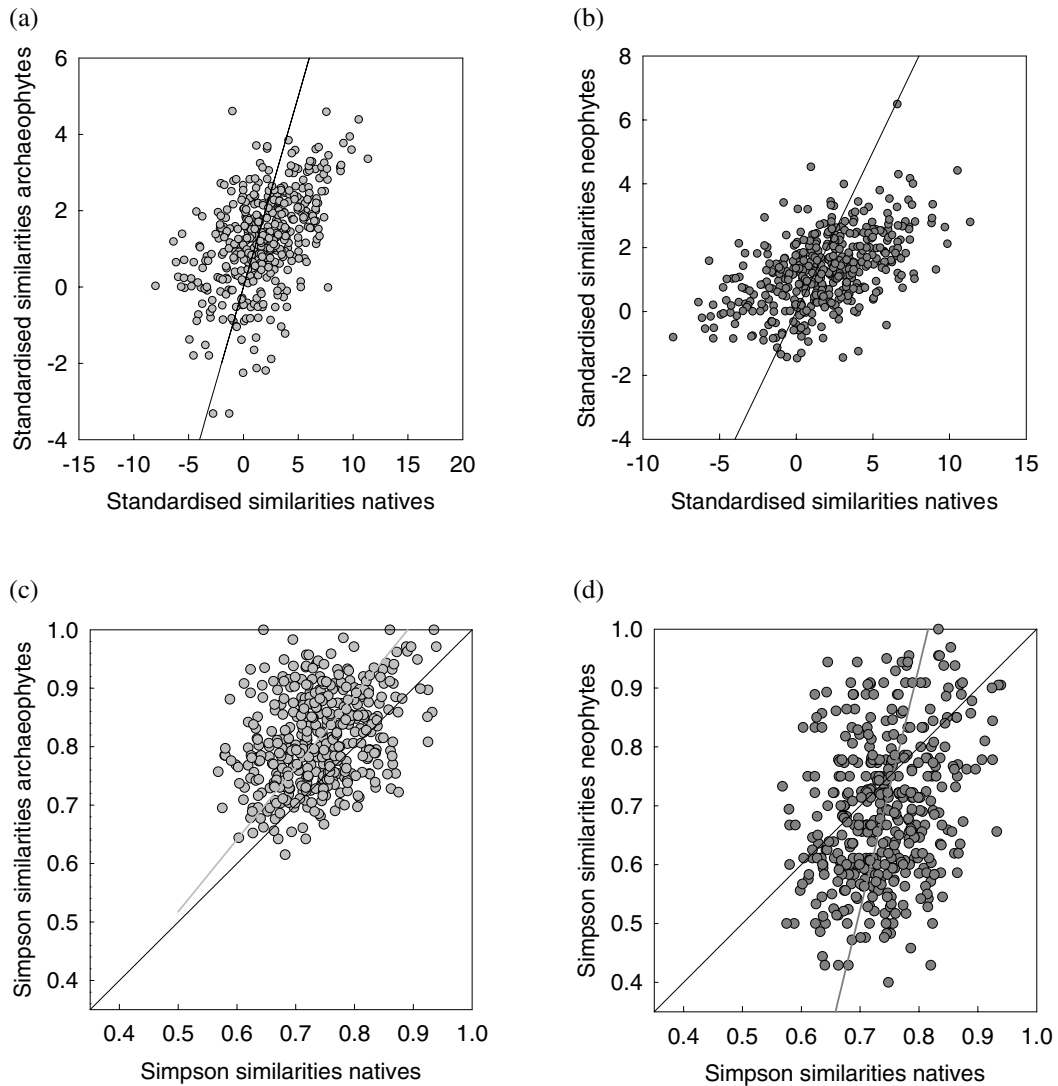 (a)
Standardised similarities archaeophytes
6
4
2
0
-2
-4
-15 -10 -5 0 5 10 15 20
Standardised similarities natives
(b)
Standardised similarities neophytes
8
6
4
2
0
-2
-4
-10 -5 0 5 10 15
Standardised similarities natives
(c)
Simpson similarities archaeophytes
1.0
0.9
0.8
0.7
0.6
0.5
0.4
0.4 0.5 0.6 0.7 0.8 0.9 1.0
Simpson similarities natives
(d)
Simpson similarities neophytes
1.0
0.9
0.8
0.7
0.6
0.5
0.4
0.4 0.5 0.6 0.7 0.8 0.9 1.0
Simpson similarities natives